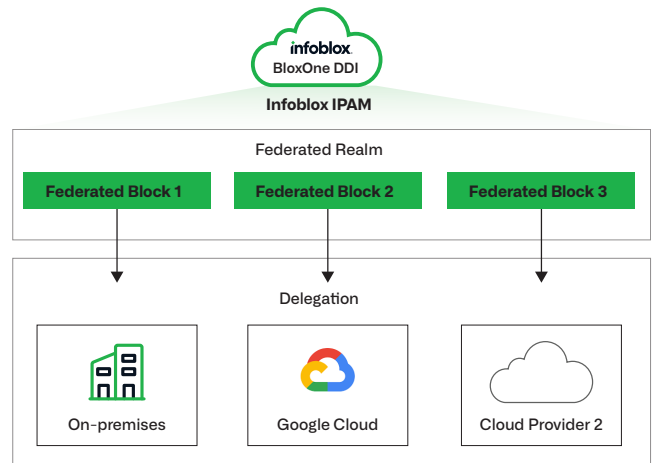 infoblox.
BloxOne DDI
Infoblox IPAM
Federated Realm
Federated Block 1
Federated Block 2
Federated Block 3
Delegation
On-premises
Google Cloud
Cloud Provider 2